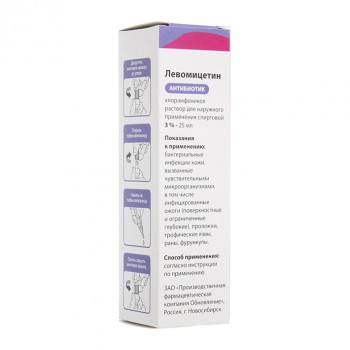 Левомицетин
АНТИБИОТИК
хлорамфеникол
раствор для наружного
применения спиртовой
3 % - 25 мл
Показания
к применению:
бактериальные
инфекции кожи,
вызванные
чувствительными
микроорганизмами,
в том числе
инфицированные
ожоги (поверхностные
и ограниченные
глубокие), пролежни,
трофические язвы,
раны, фурункулы.
Способ применения:
согласно инструкции
по применению
ЗАО «Производственная
фармацевтическая
компания Обновление»,
Россия, г. Новосибирск